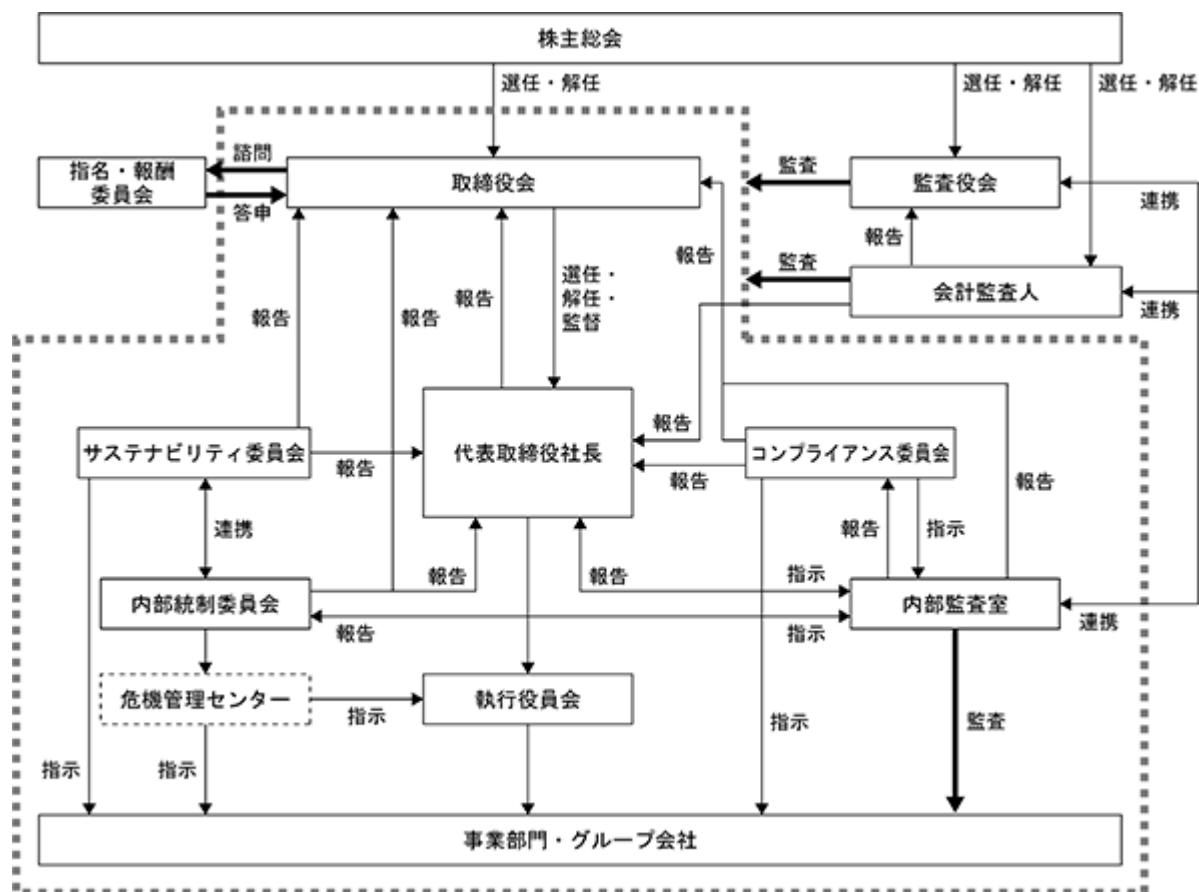 株主総会
選任・解任
選任・解任
選任・解任
指名・報酬
委員会
諮問
答申
取締役会
監査
監査役会
連携
報告
監査
会計監査人
連携
報告
報告
報告
選任・
解任・
監督
報告
サステナビリティ委員会
報告
代表取締役社長
報告
報告
コンプライアンス委員会
報告
連携
報告
指示
内部統制委員会
報告
報告
指示
内部監査室
報告
指示
連携
危機管理センター
指示
執行役員会
指示
監査
指示
指示
事業部門・グループ会社